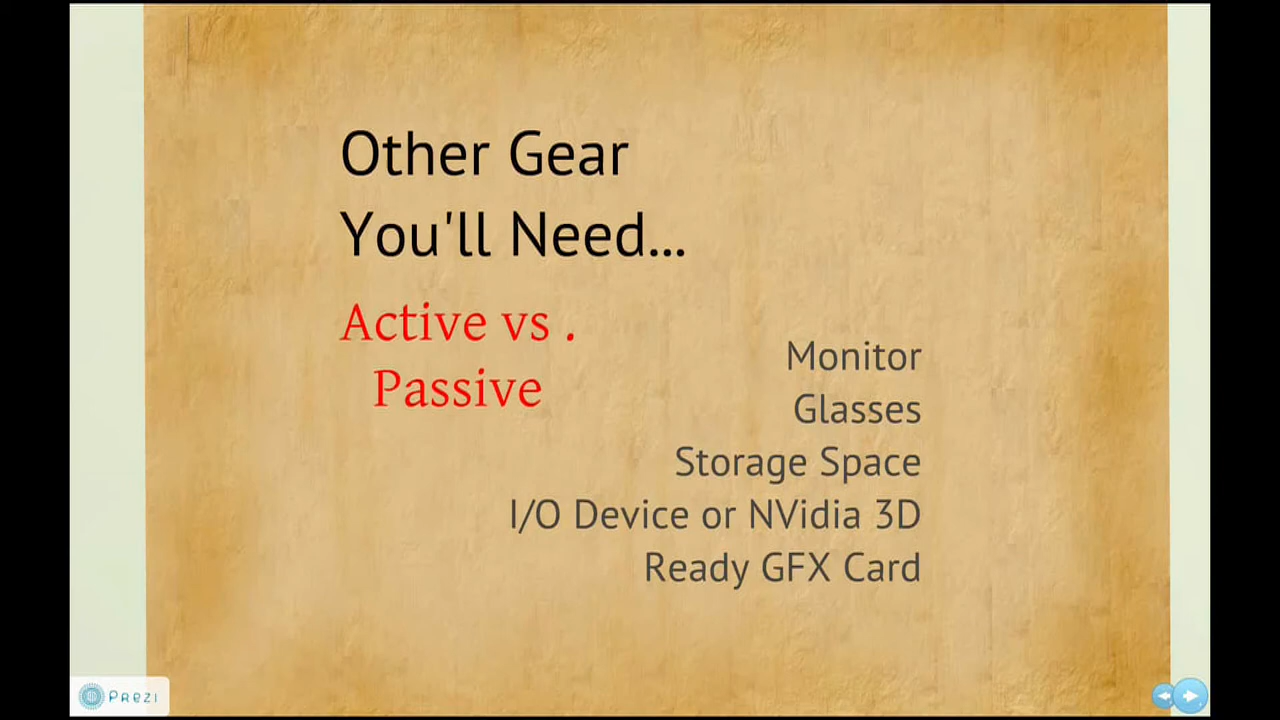 Other Gear
You'll Need...
Active vs .
Passive
Monitor
Glasses
Storage Space
I/O Device or NVidia 3D
Ready GFX Card
Prezi